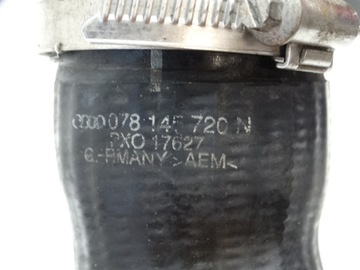 078 145 720 N
PXO 17627
GERMANY >AEM<